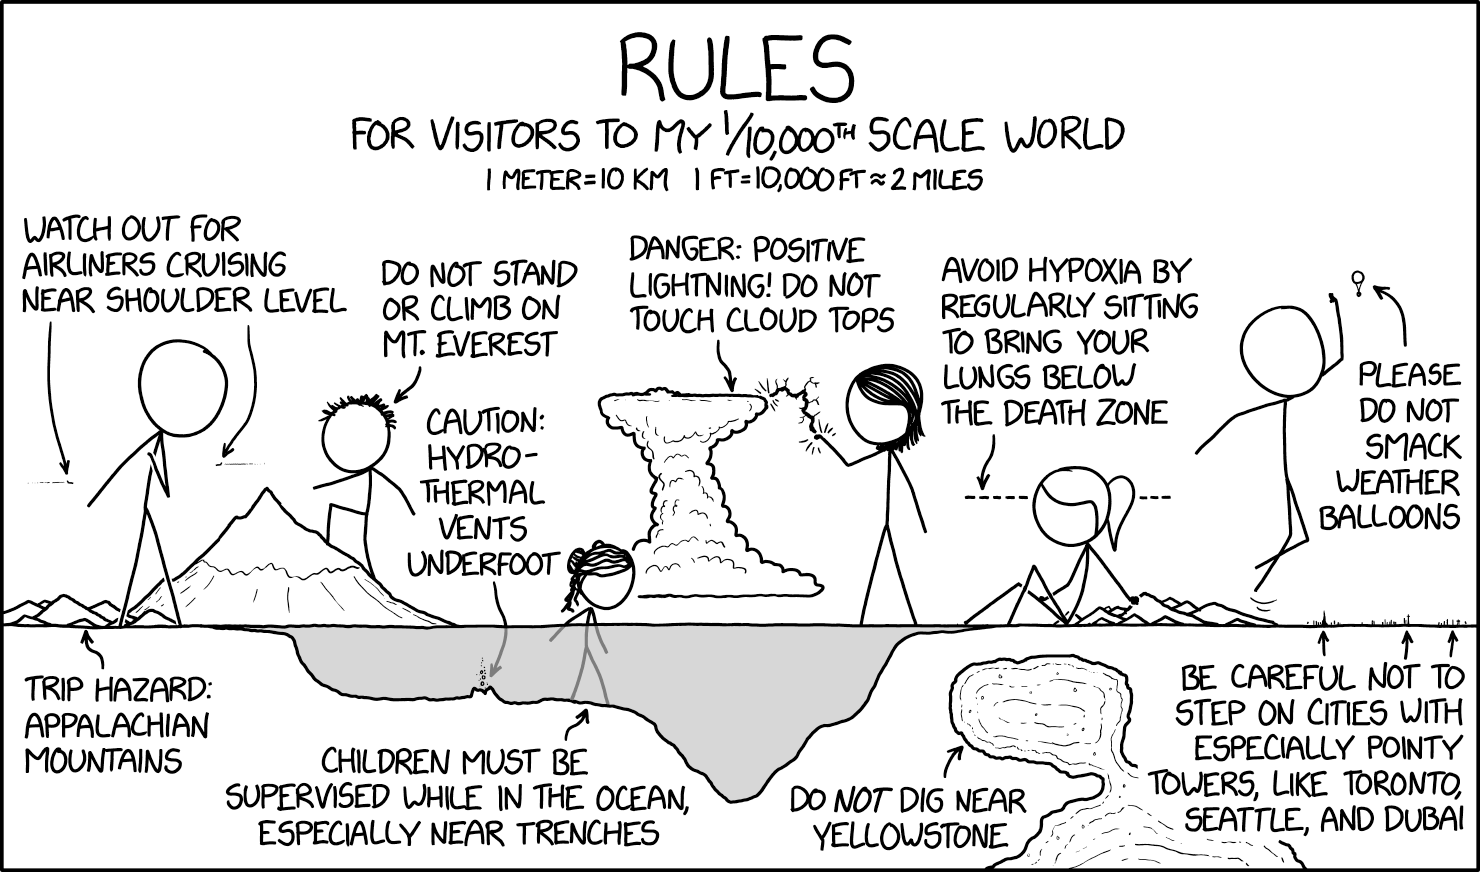 RULES
FOR VISITORS TO MY 1/10,000TH SCALE WORLD
1 METER=10 KM 1 FT=10,000 FT≈2 MILES
WATCH OUT FOR
AIRLINERS CRUISING
NEAR SHOULDER LEVEL
DO NOT STAND
OR CLIMB ON
MT. EVEREST
CAUTION:
HYDRO-
THERMAL
VENTS
UNDERFOOT
DANGER: POSITIVE
LIGHTNING! DO NOT
TOUCH CLOUD TOPS
AVOID HYPOXIA BY
REGULARLY SITTING
TO BRING YOUR
LUNGS BELOW
THE DEATH ZONE
PLEASE
DO NOT
SMACK
WEATHER
BALLOONS
TRIP HAZARD:
APPALACHIAN
MOUNTAINS
CHILDREN MUST BE
SUPERVISED WHILE IN THE OCEAN,
ESPECIALLY NEAR TRENCHES
DO NOT DIG NEAR
YELLOWSTONE
BE CAREFUL NOT TO
STEP ON CITIES WITH
ESPECIALLY POINTY
TOWERS, LIKE TORONTO,
SEATTLE, AND DUBAI